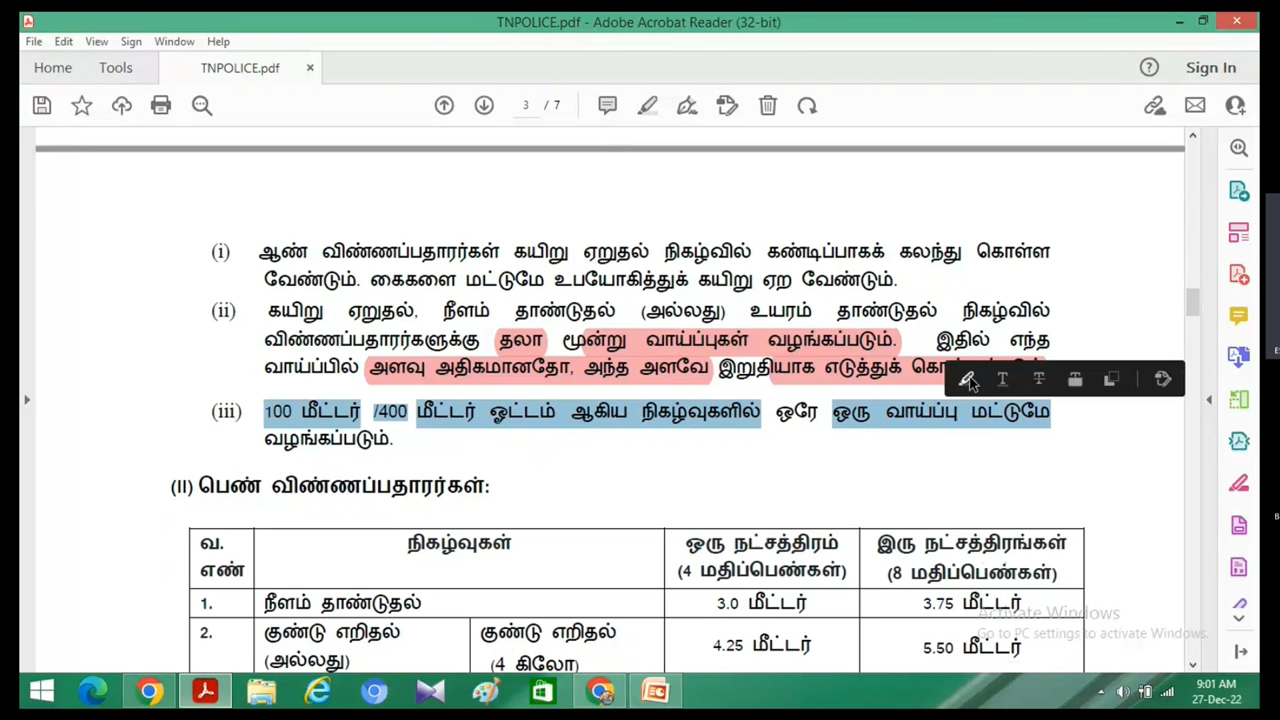 TNPOLICE.pdf - Adobe Acrobat Reader (32-bit)
File Edit View Sign Window Help
Home Tools TNPOLICE.pdf × Sign In
3 / 7
(i) ஆண் விண்ணப்பதாரர்கள் கயிறு ஏறுதல் நிகழ்வில் கண்டிப்பாகக் கலந்து கொள்ள
வேண்டும். கைகளை மட்டுமே உபயோகித்துக் கயிறு ஏற வேண்டும்.
(ii) கயிறு ஏறுதல், நீளம் தாண்டுதல் (அல்லது) உயரம் தாண்டுதல் நிகழ்வில்
விண்ணப்பதாரர்களுக்கு தலா மூன்று வாய்ப்புகள் வழங்கப்படும். இதில் எந்த
வாய்ப்பில் அளவு அதிகமானதோ, அந்த அளவே இறுதியாக எடுத்துக்
(iii) 100 மீட்டர் /400 மீட்டர் ஓட்டம் ஆகிய நிகழ்வுகளில் ஒரே ஒரு வாய்ப்பு மட்டுமே
வழங்கப்படும்.
(II) பெண் விண்ணப்பதாரர்கள்:
வ. எண் நிகழ்வுகள் ஒரு நட்சத்திரம் (4 மதிப்பெண்கள்) இரு நட்சத்திரங்கள் (8 மதிப்பெண்கள்)
1. நீளம் தாண்டுதல் 3.0 மீட்டர் 3.75 மீட்டர்
2. குண்டு எறிதல் (அல்லது) குண்டு எறிதல் (4 கிலோ) 4.25 மீட்டர் 5.50 மீட்டர்
Activate Windows
Go to PC settings to activate Windows.
9:01 AM
27-Dec-22